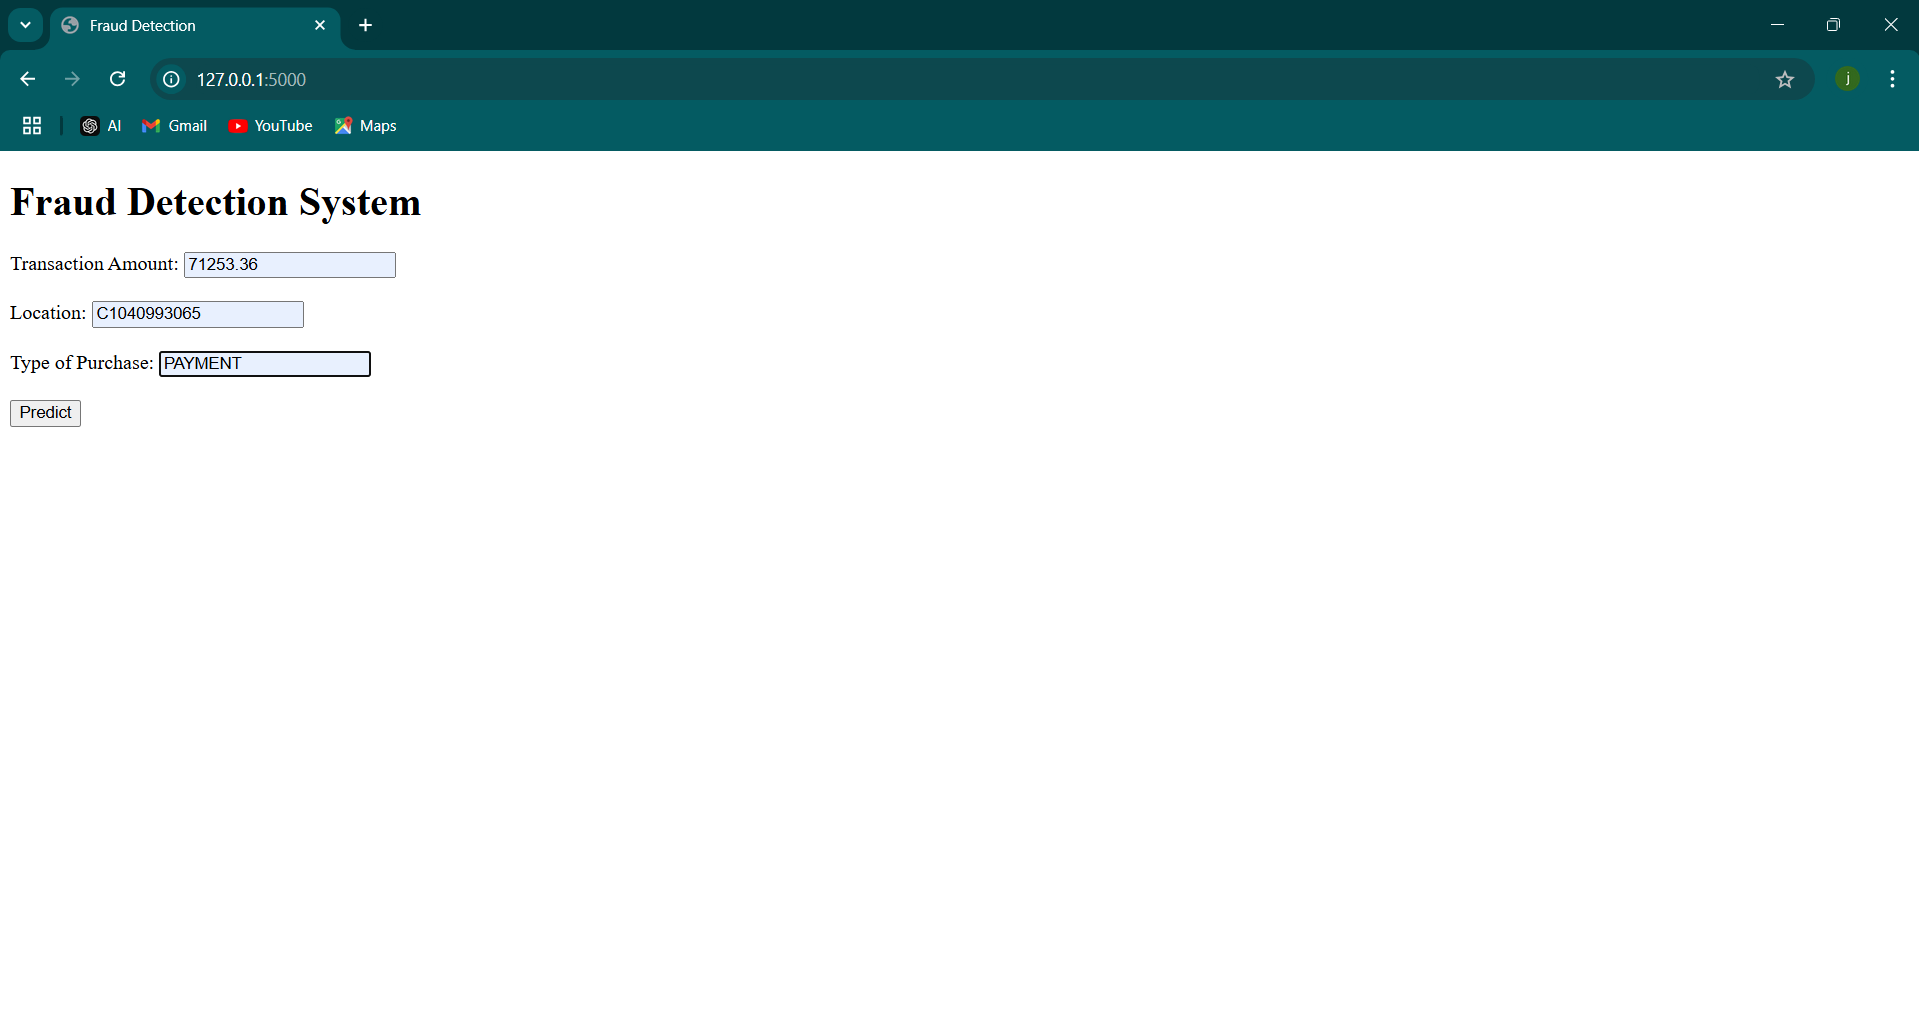 Fraud Detection
127.0.0.1:5000
j
AI Gmail YouTube Maps
Fraud Detection System
Transaction Amount: 71253.36
Location: C1040993065
Type of Purchase: PAYMENT
Predict